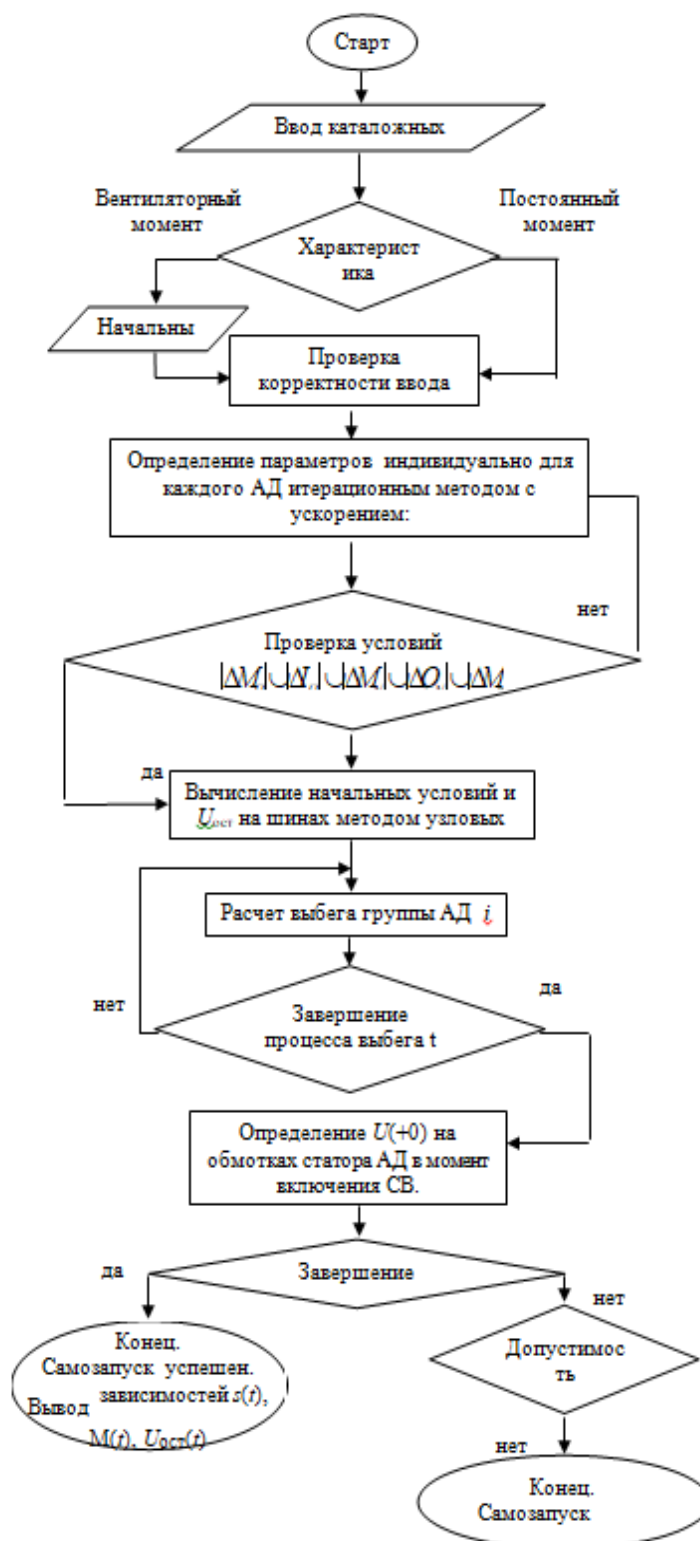 Старт
Ввод каталожных
Вентиляторный
момент
Постоянный
момент
Характерист
ика
Начальны
Проверка
корректности ввода
Определение параметров индивидуально для
каждого АД итерационным методом с
ускорением:
нет
Проверка условий
да
Вычисление начальных условий и
Uост на шинах методом узловых
Расчет выбега группы АД i
нет
да
Завершение
процесса выбега t
Определение U(+0) на
обмотках статора АД в момент
включения СВ.
да
Завершение
нет
Конец.
Самозапуск успешен.
Вывод зависимостей s(t),
М(t), Uост(t)
Допустимос
ть
нет
Конец.
Самозапуск